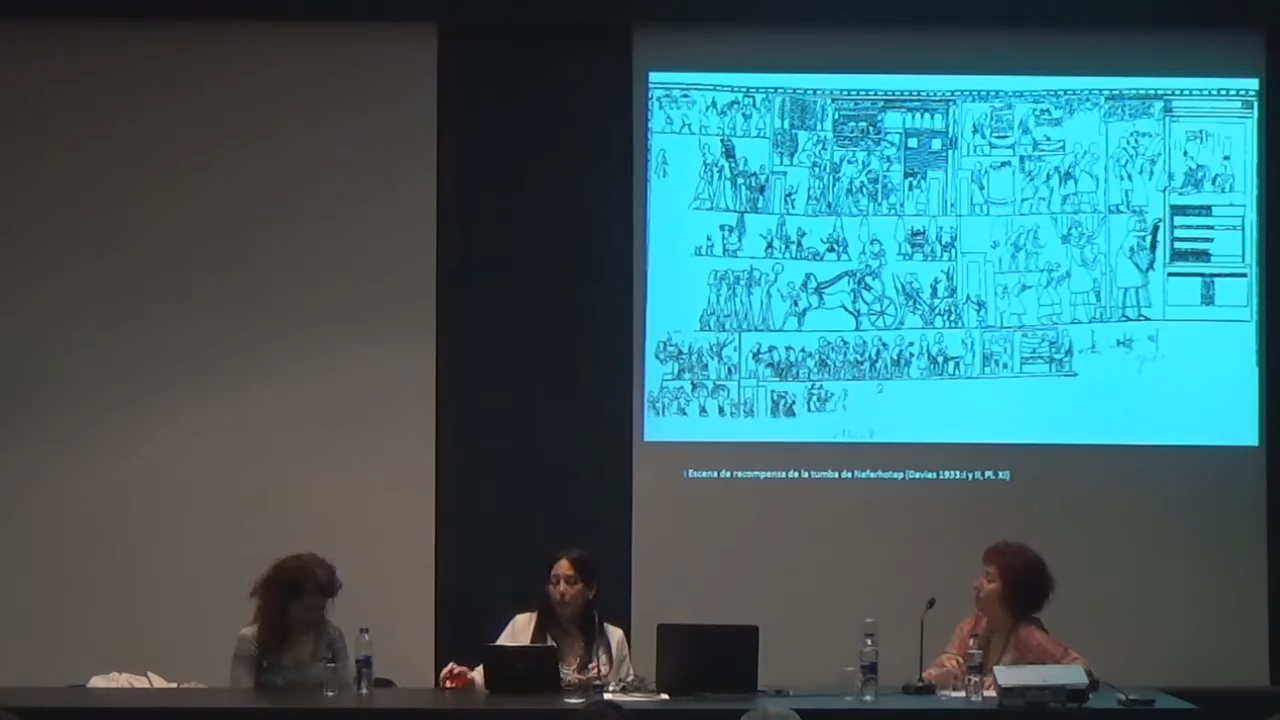 Escena de recompensa de la tumba de Neferhotep (Davies 1933:I y II, Pl. XI)